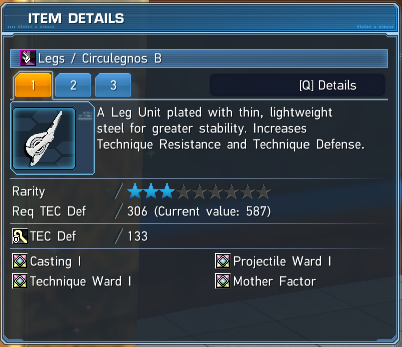 ITEM DETAILS
Legs / Circulegnos B
1 2 3 [Q] Details
A Leg Unit plated with thin, lightweight
steel for greater stability. Increases
Technique Resistance and Technique Defense.
Rarity /
Req TEC Def / 306 (Current value: 587)
TEC Def / 133
Casting I Projectile Ward I
Technique Ward I Mother Factor